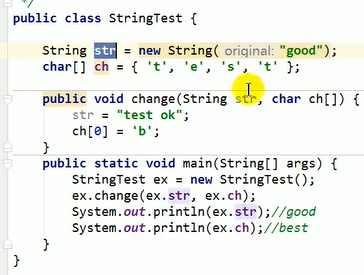 */
public class StringTest {
String str = new String( original: "good");
char[] ch = { 't', 'e', 's', 't' };
public void change(String str, char ch[]) {
str = "test ok";
ch[0] = 'b';
}
public static void main(String[] args) {
StringTest ex = new StringTest();
ex.change(ex.str, ex.ch);
System.out.println(ex.str);//good
System.out.println(ex.ch);//best
}
}